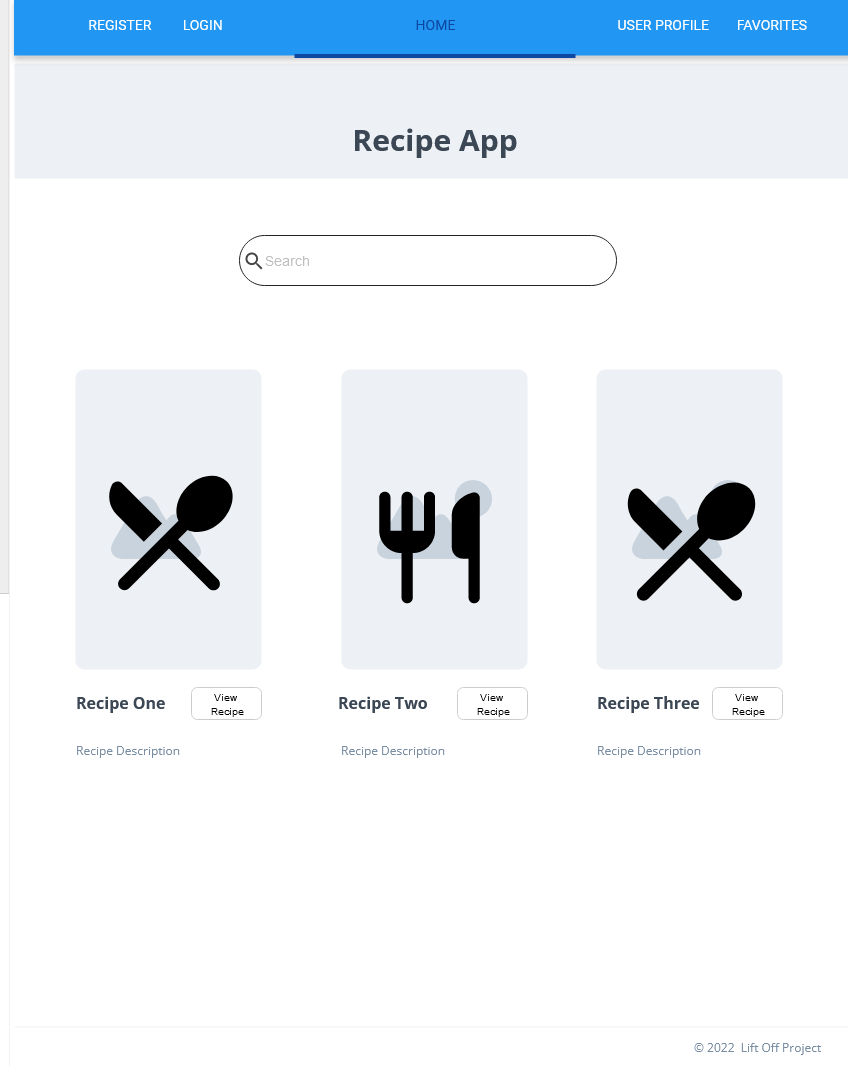 REGISTER LOGIN HOME USER PROFILE FAVORITES
Recipe App
Search
Recipe One
View
Recipe
Recipe Two
View
Recipe
Recipe Three
View
Recipe
Recipe Description
Recipe Description
Recipe Description
© 2022 Lift Off Project